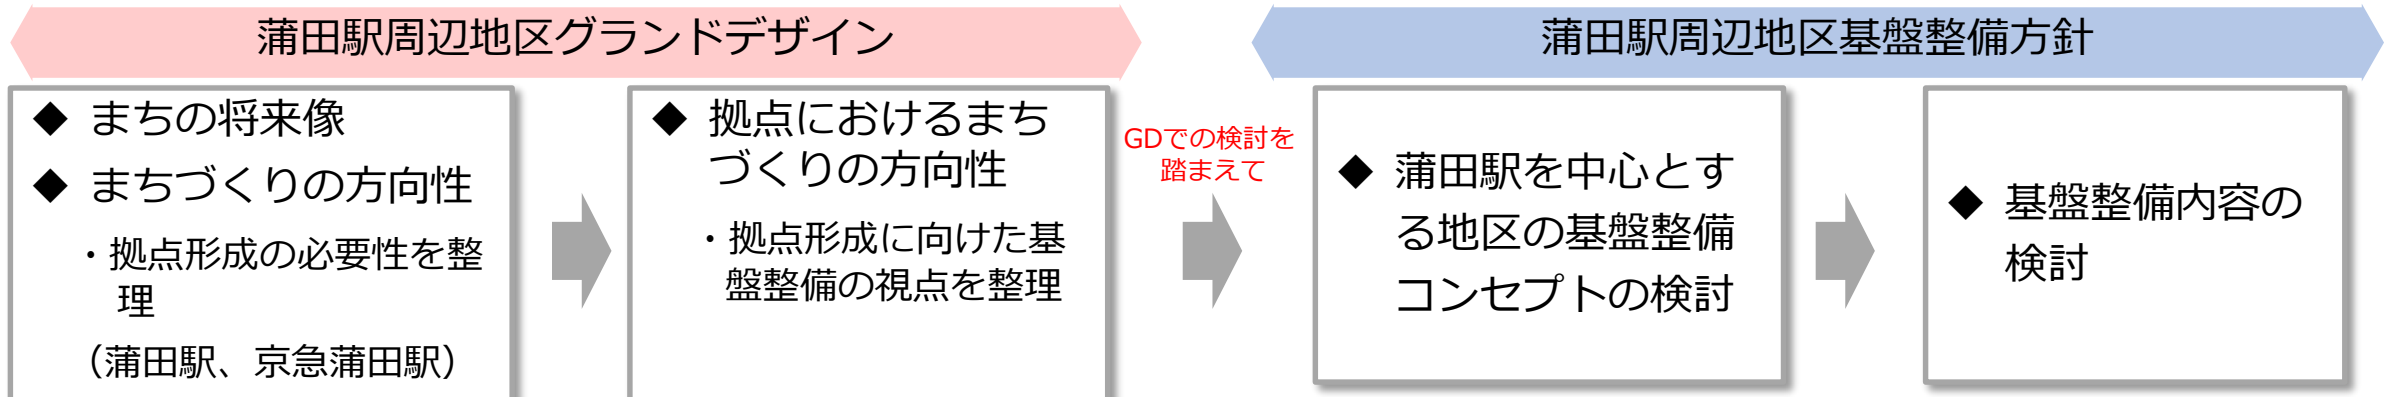 蒲田駅周辺地区グランドデザイン
蒲田駅周辺地区基盤整備方針
◆ まちの将来像
◆ まちづくりの方向性
・拠点形成の必要性を整
理
（蒲田駅、京急蒲田駅）
◆ 拠点におけるまち
づくりの方向性
・拠点形成に向けた基
盤整備の視点を整理
GDでの検討を
踏まえて
◆ 蒲田駅を中心とす
る地区の基盤整備
コンセプトの検討
◆ 基盤整備内容の
検討